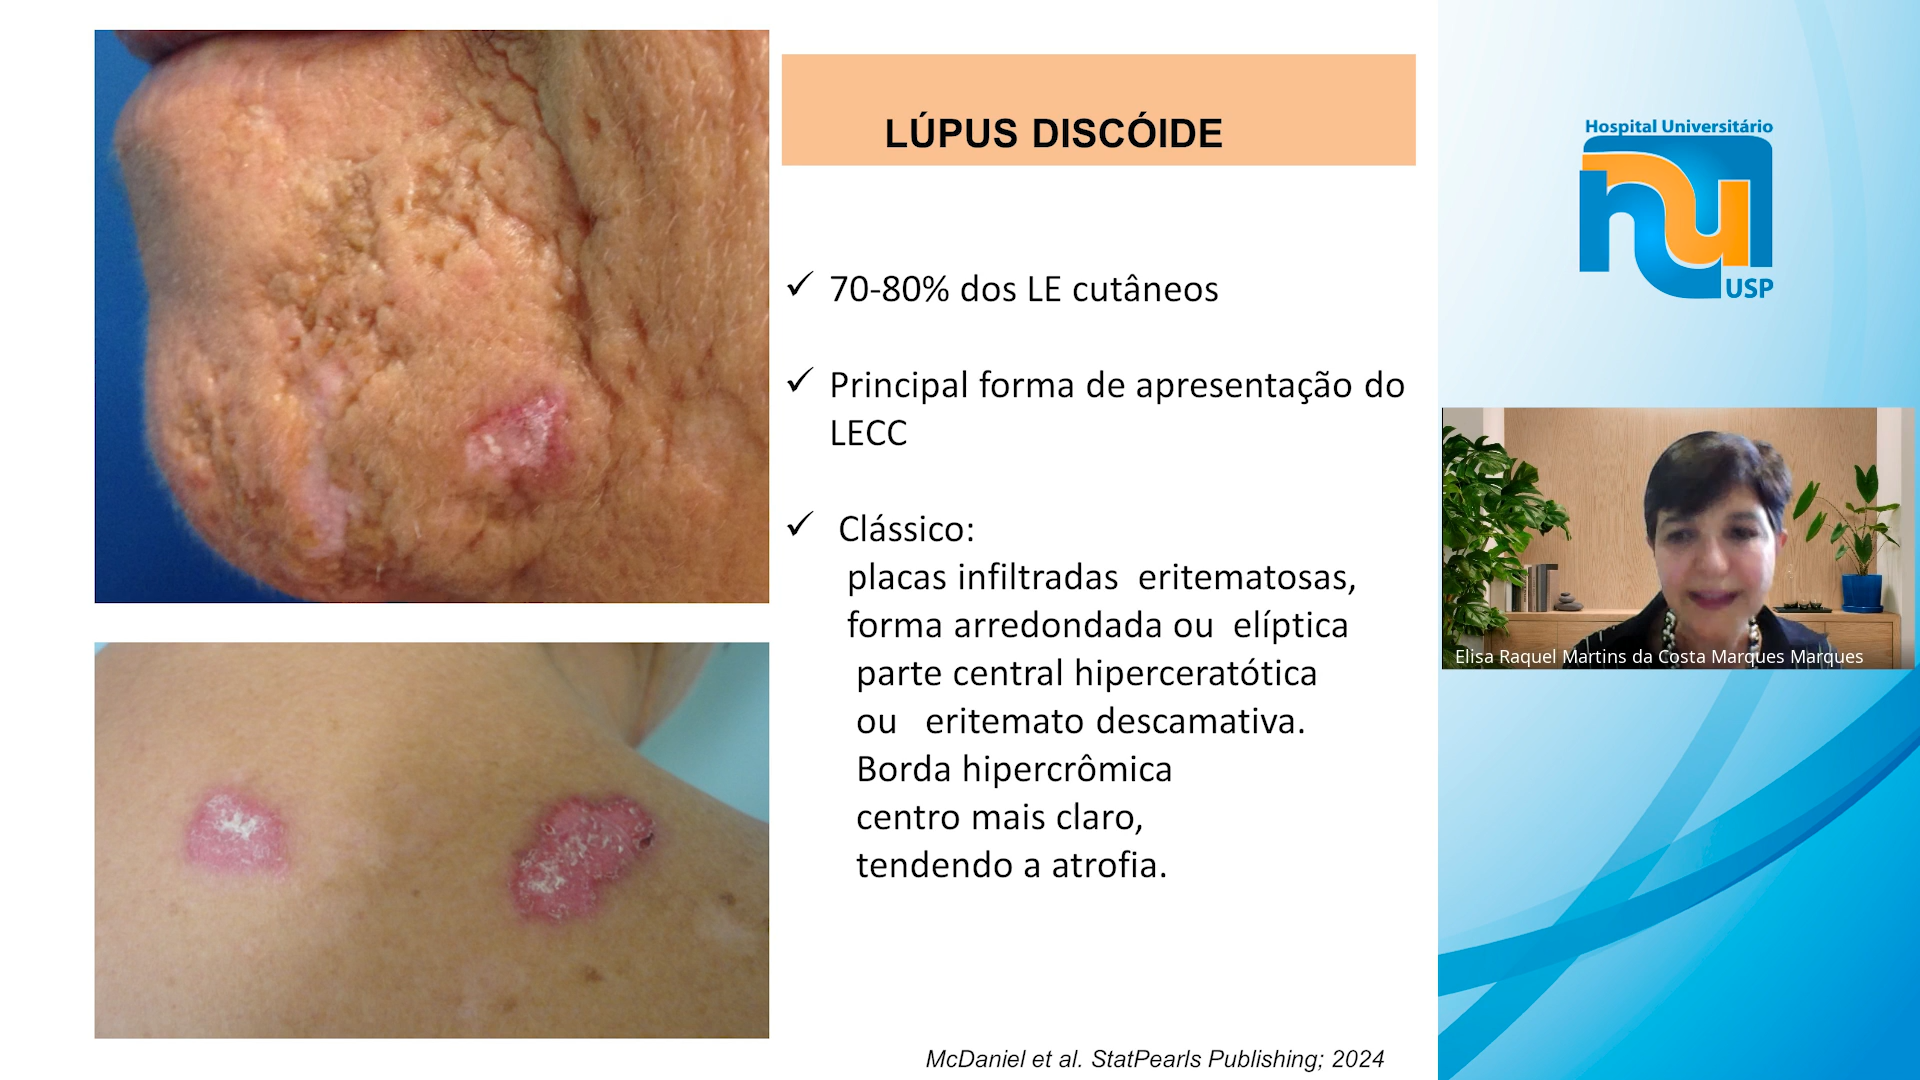 LÚPUS DISCÓIDE
✓ 70-80% dos LE cutâneos
✓ Principal forma de apresentação do
LECC
✓ Clássico:
placas infiltradas eritematosas,
forma arredondada ou elíptica
parte central hiperceratótica
ou eritemato descamativa.
Borda hipercrômica
centro mais claro,
tendendo a atrofia.
McDaniel et al. StatPearls Publishing; 2024
Hospital Universitário
hu
USP
Elisa Raquel Martins da Costa Marques Marques